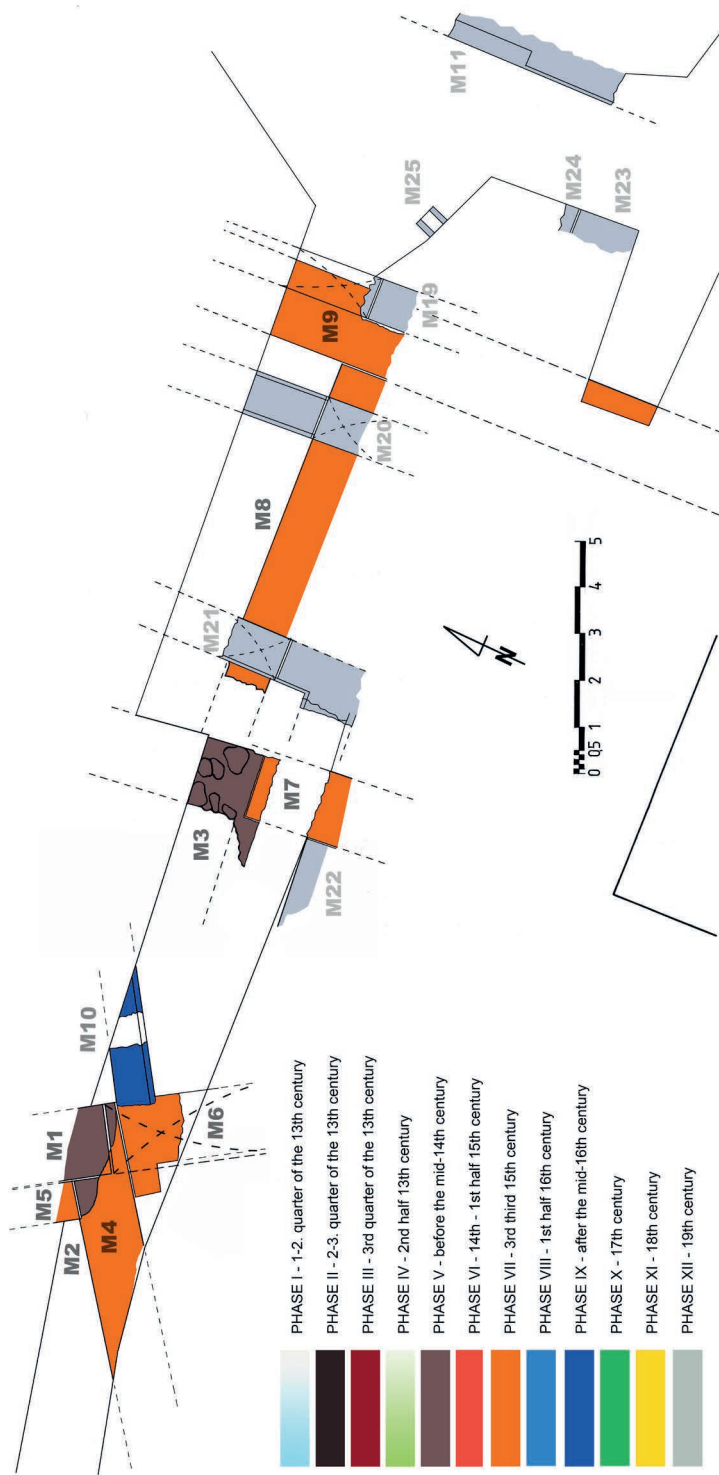 M11
M24
M23
M25
M9
M19
M20
M8
M21
M7
M3
M22
M10
M1
M5
M2
M4
M6
N
0 0,5 1 2 3 4 5
PHASE I - 1-2. quarter of the 13th century
PHASE II - 2-3. quarter of the 13th century
PHASE III - 3rd quarter of the 13th century
PHASE IV - 2nd half 13th century
PHASE V - before the mid-14th century
PHASE VI - 14th - 1st half 15th century
PHASE VII - 3rd third 15th century
PHASE VIII - 1st half 16th century
PHASE IX - after the mid-16th century
PHASE X - 17th century
PHASE XI - 18th century
PHASE XII - 19th century